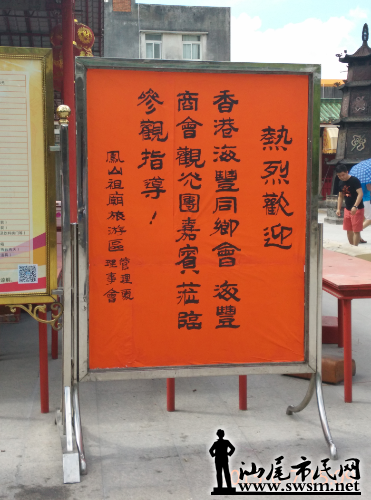 熱烈歡迎
香港海豐同鄉會 海豐
商會觀光團嘉賓蒞臨
參觀指導！
鳳山祖廟旅游區
管理處
理事會
汕尾市民网
www.swsm.net